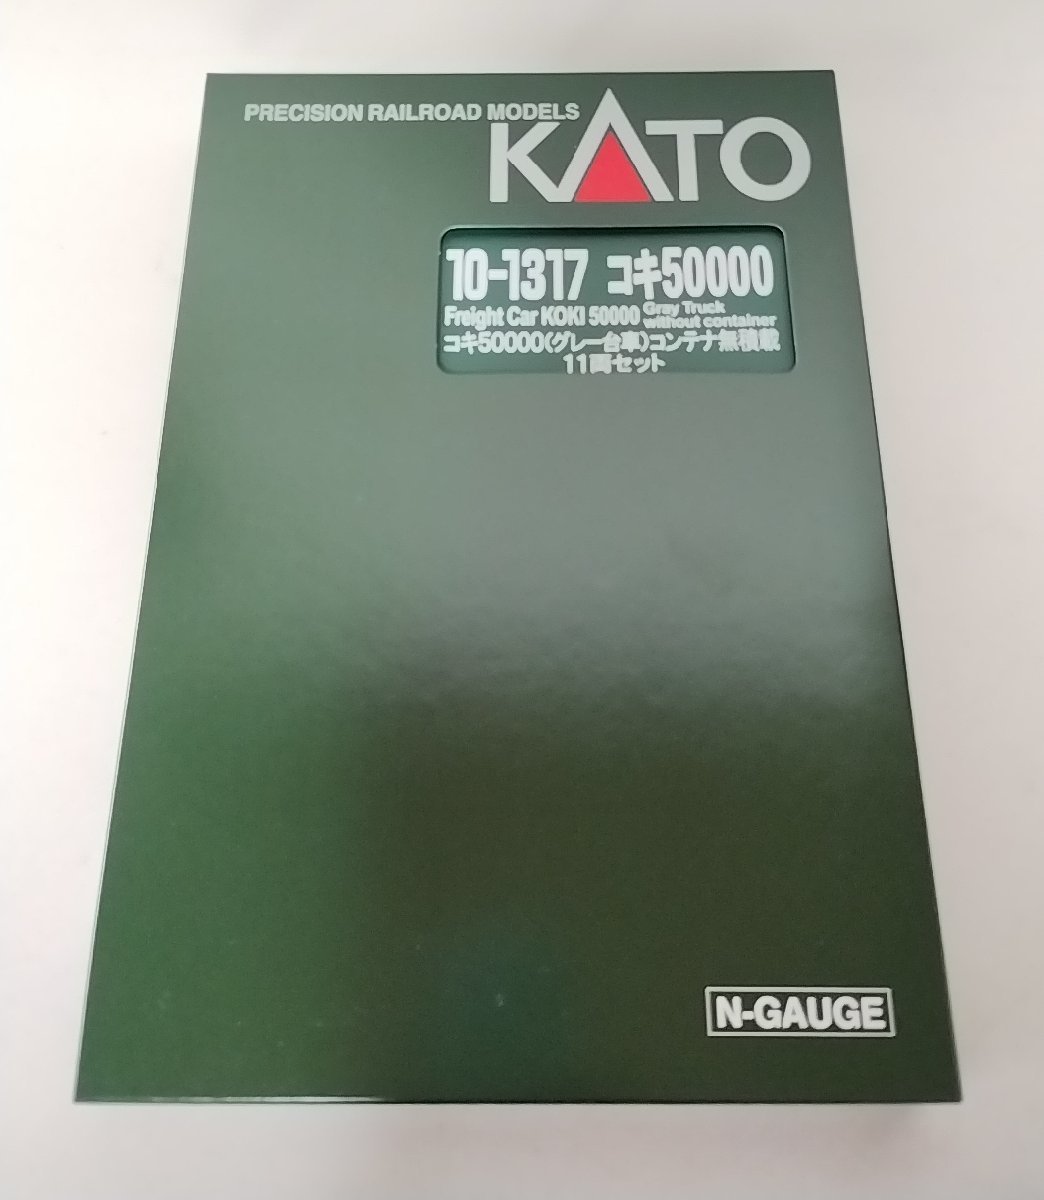 PRECISION RAILROAD MODELS
KATO
10-1317 コキ50000
Freight Car KOKI 50000 Gray Truck without container
コキ50000(グレー台車)コンテナ無積載
11両セット
N-GAUGE